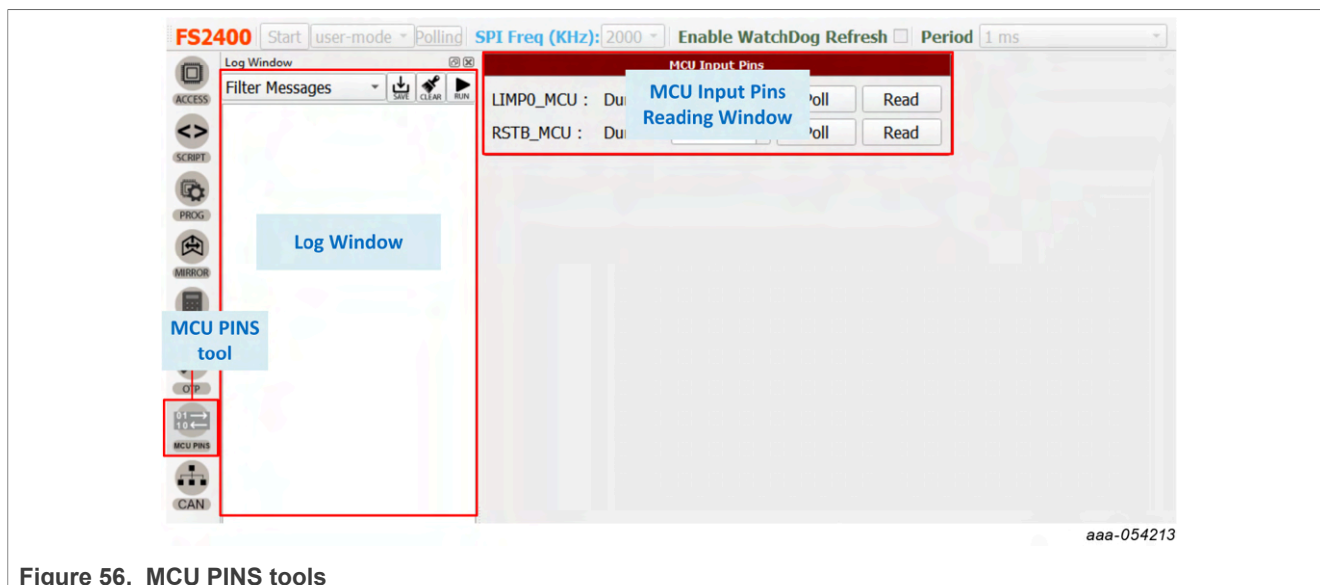 FS2400 Start user-mode Polling SPI Freq (KHz): 2000 Enable WatchDog Refresh Period 1 ms
Log Window
Filter Messages SAVE CLEAR RUN
MCU Input Pins
LIMP0_MCU : Poll Read
RSTB_MCU : Poll Read
MCU Input Pins
Reading Window
Log Window
ACCESS
SCRIPT
PROG
MIRROR
MCU PINS
tool
OTP
01
10
MCU PINS
CAN
aaa-054213
Figure 56. MCU PINS tools